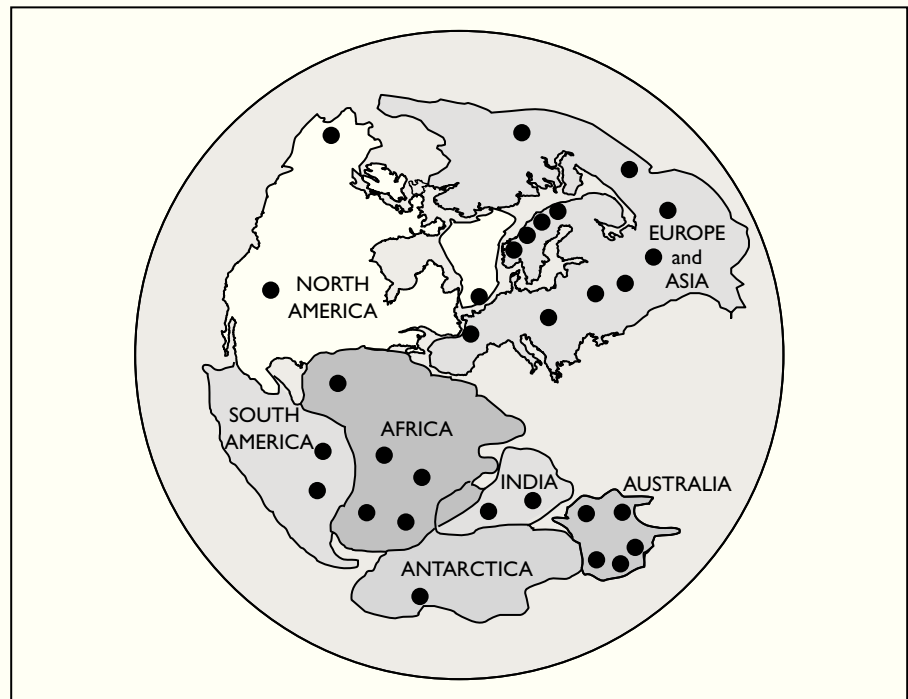 EUROPE
and
ASIA
NORTH
AMERICA
SOUTH
AMERICA
AFRICA
INDIA
AUSTRALIA
ANTARCTICA